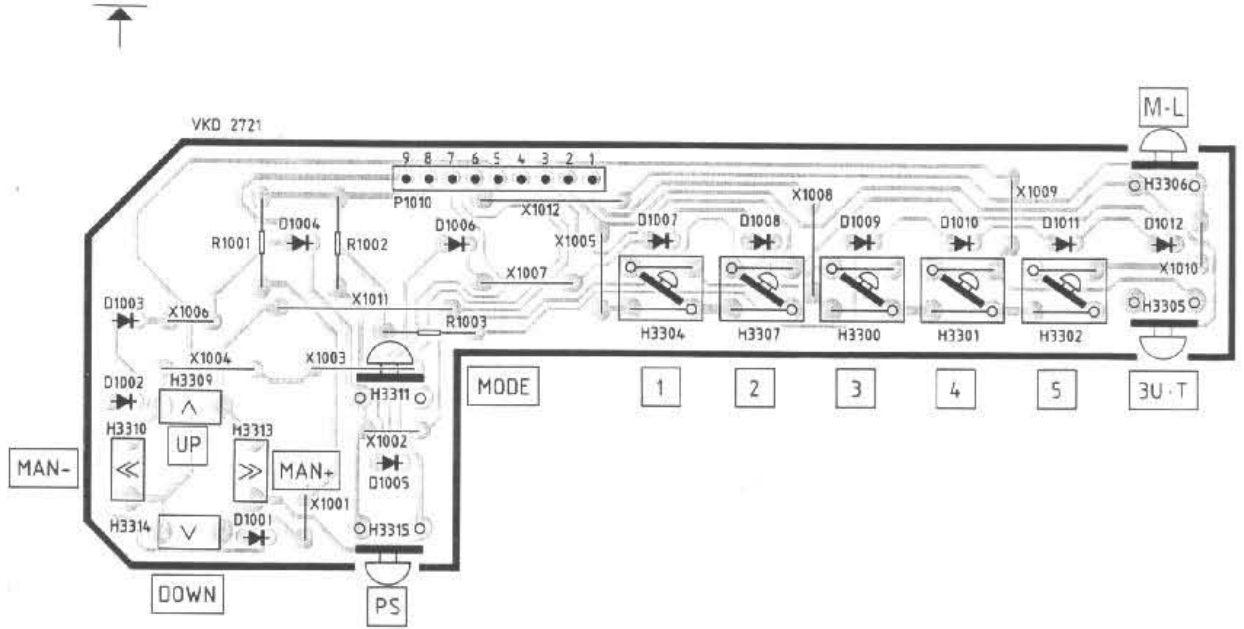 M-L
VKD 2721
9 8 7 6 5 4 3 2 1
P1010
X1012
X1008
X1009
H3306
R1001
D1004
R1002
D1006
X1005
D1007
D1008
D1009
D1010
D1011
D1012
X1007
X1010
D1003
X1006
X1011
R1003
H3305
H3304
H3307
H3300
H3301
H3302
X1004
X1003
D1002
H3309
H3311
MODE
1
2
3
4
5
3U·T
H3310
UP
H3313
X1002
MAN-
MAN+
D1005
X1001
H3314
D1001
H3315
DOWN
PS